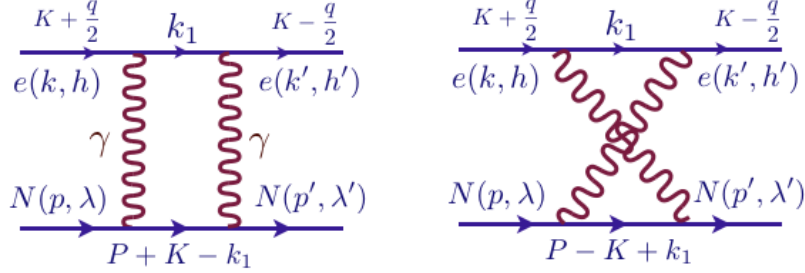 K + q/2 k₁ K − q/2 K + q/2 k₁ K − q/2
e(k, h) e(k′, h′) e(k, h) e(k′, h′)
γ γ
N(p, λ) N(p′, λ′) N(p, λ) N(p′, λ′)
P + K − k₁ P − K + k₁